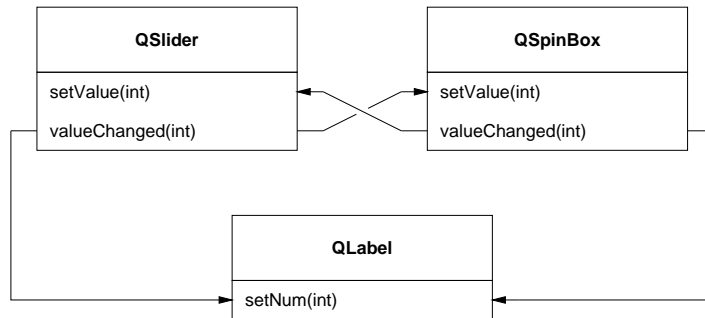 QSlider
setValue(int)
valueChanged(int)
QSpinBox
setValue(int)
valueChanged(int)
QLabel
setNum(int)